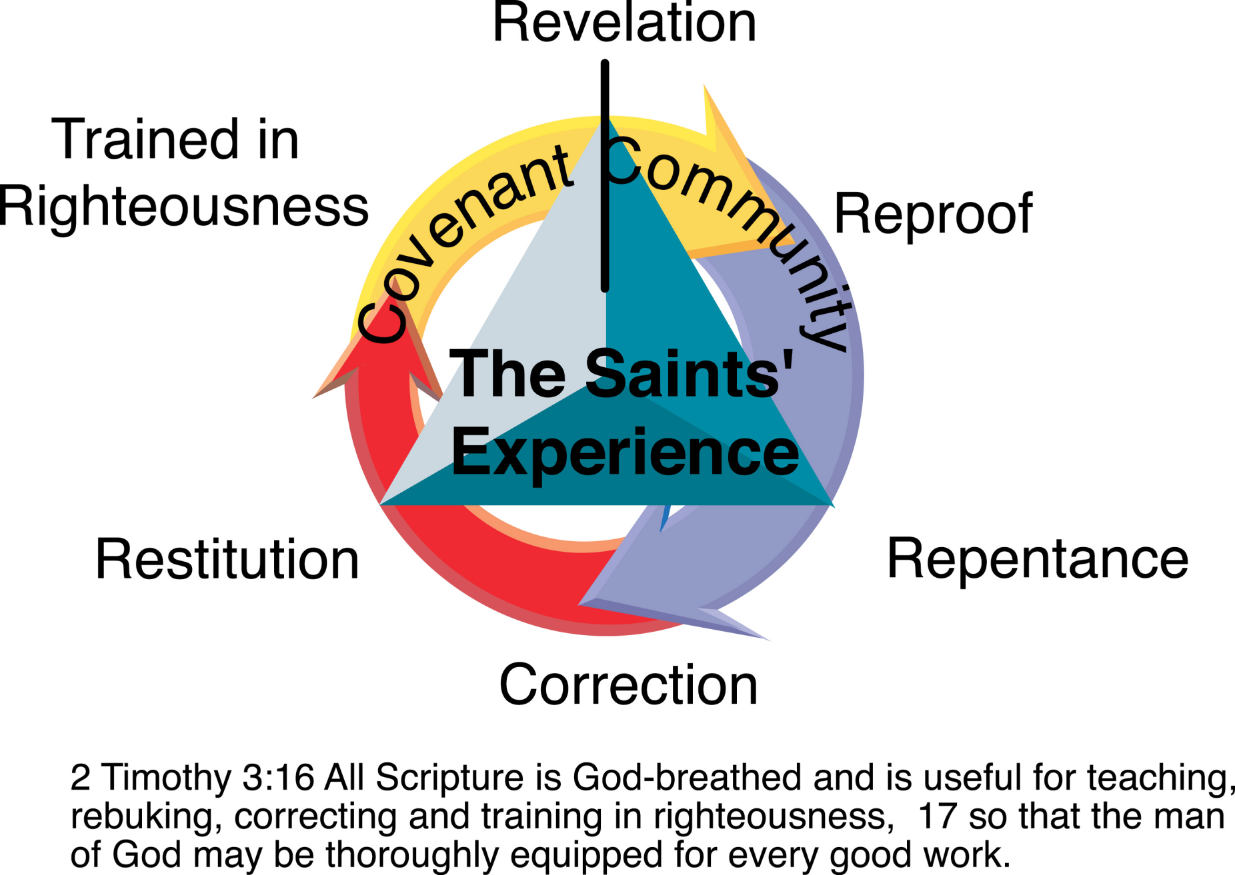 Revelation
Trained in
Righteousness
Covenant Community
Reproof
The Saints'
Experience
Restitution
Repentance
Correction
2 Timothy 3:16 All Scripture is God-breathed and is useful for teaching,
rebuking, correcting and training in righteousness,  17 so that the man
of God may be thoroughly equipped for every good work.